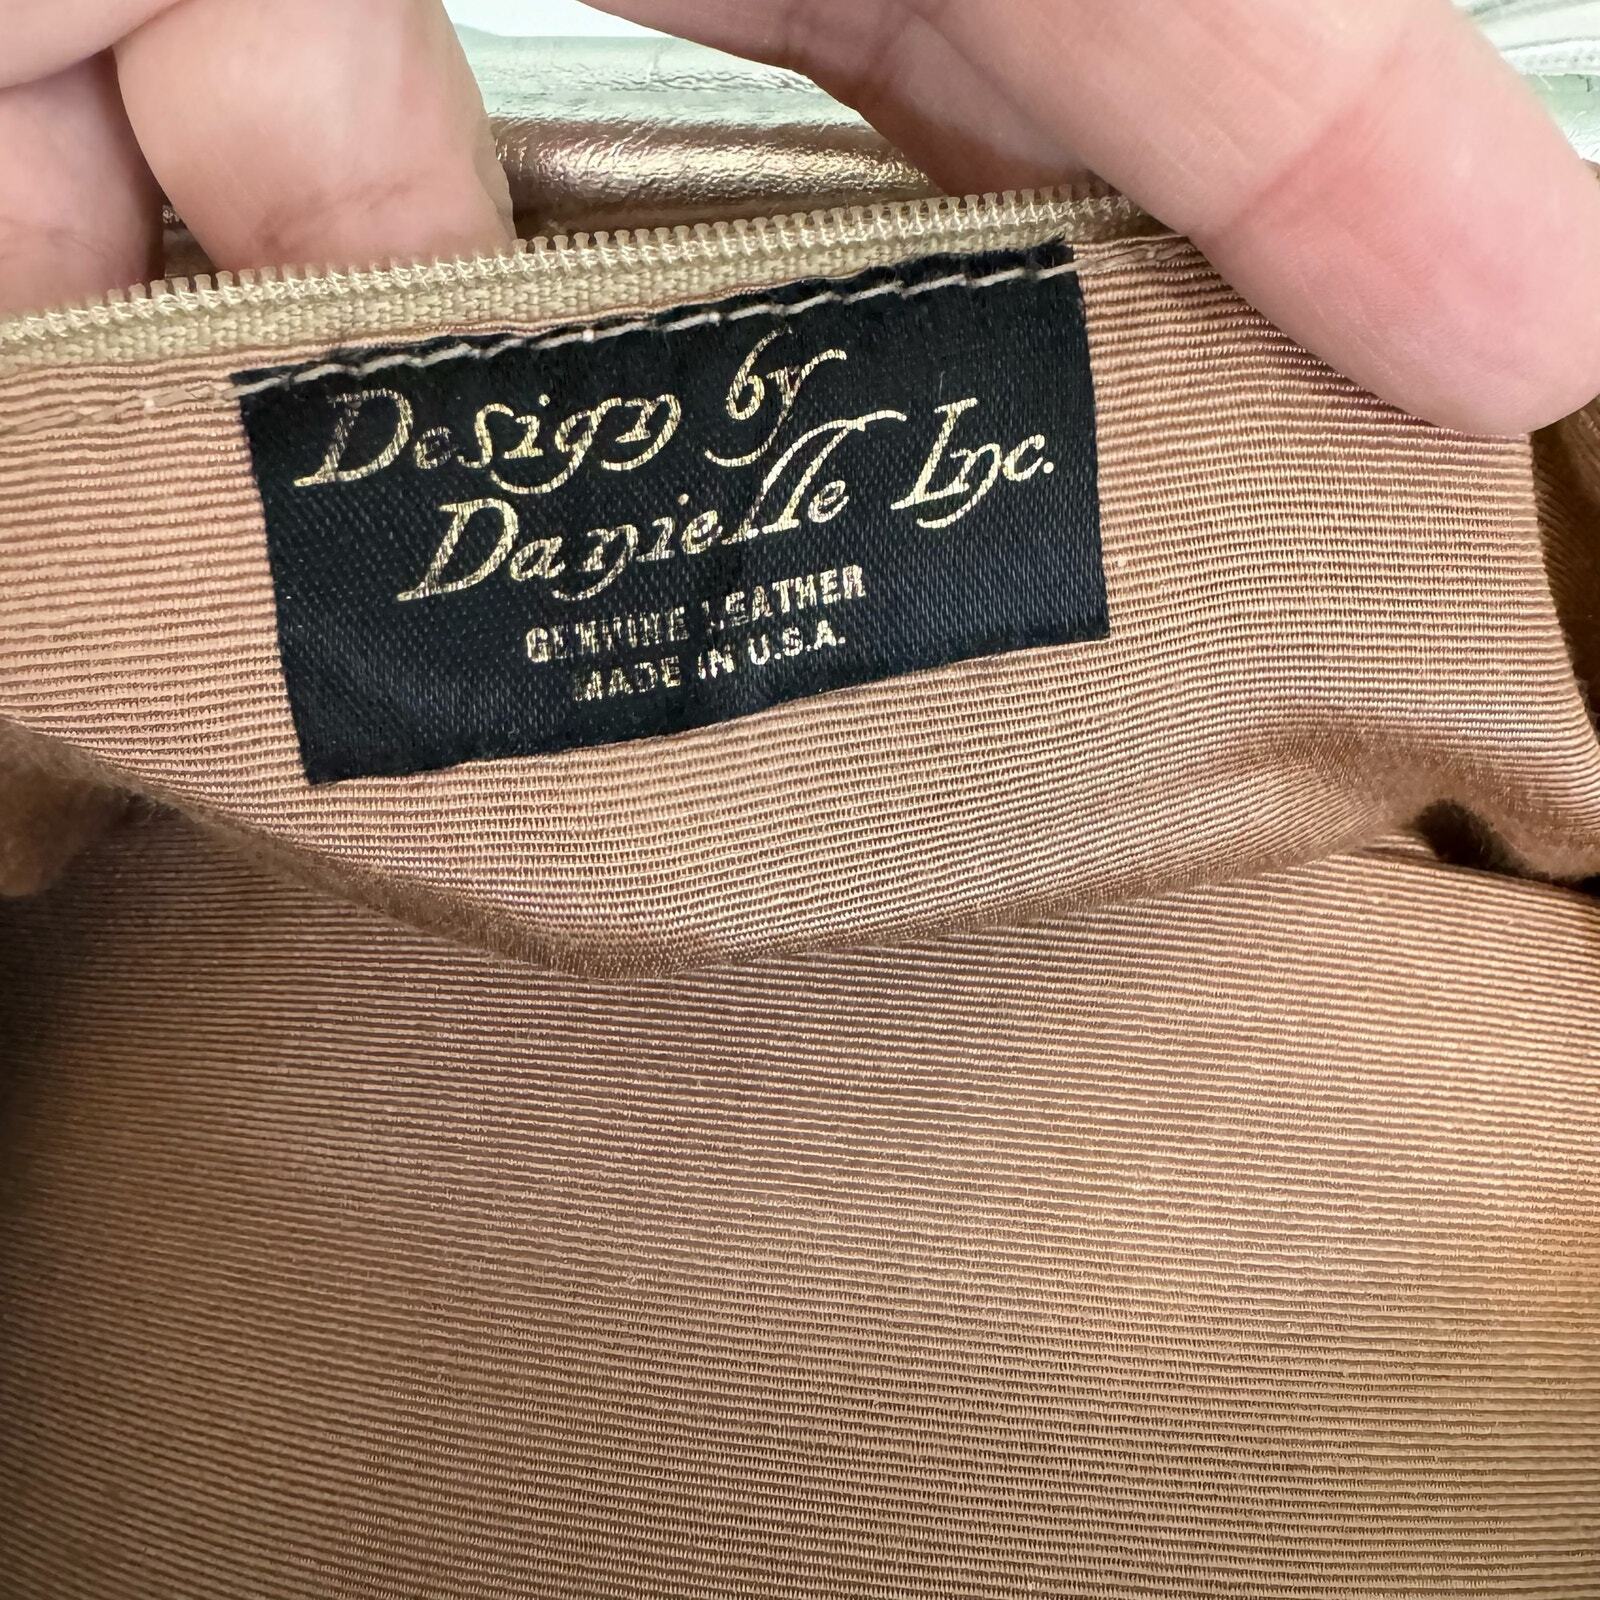 Design by
Danielle Inc.
GENUINE LEATHER
MADE IN U.S.A.